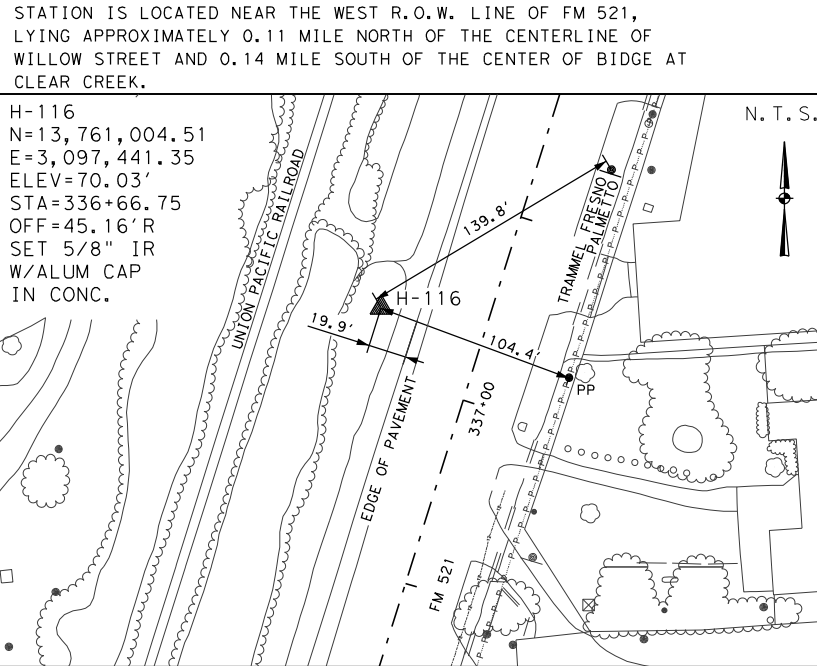 STATION IS LOCATED NEAR THE WEST R.O.W. LINE OF FM 521,
LYING APPROXIMATELY 0.11 MILE NORTH OF THE CENTERLINE OF
WILLOW STREET AND 0.14 MILE SOUTH OF THE CENTER OF BIDGE AT
CLEAR CREEK.
H-116
N=13,761,004.51
E=3,097,441.35
ELEV=70.03'
STA=336+66.75
OFF=45.16'R
SET 5/8" IR
W/ALUM CAP
IN CONC.
N.T.S.
UNION PACIFIC RAILROAD
139.8'
TRAMMEL FRESNO
PALMETTO
H-116
19.9'
104.4'
PP
337+00
EDGE OF PAVEMENT
FM 521